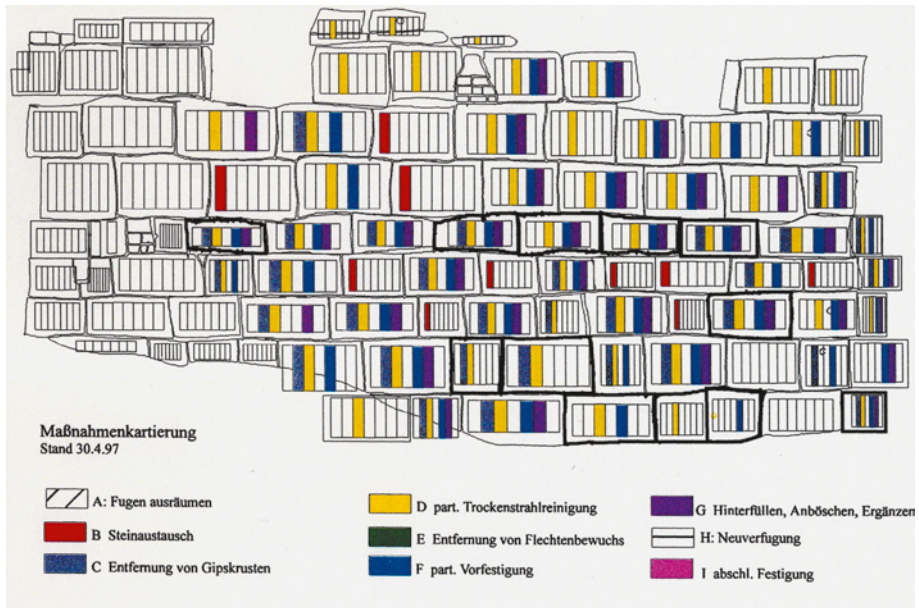 Maßnahmenkartierung
Stand 30.4.97
A: Fugen ausräumen
B Steinaustausch
C Entfernung von Gipskrusten
D part. Trockenstrahlreinigung
E Entfernung von Flechtenbewuchs
F part. Vorfestigung
G Hinterfüllen, Anböschen, Ergänzen
H: Neuverfugung
I abschl. Festigung